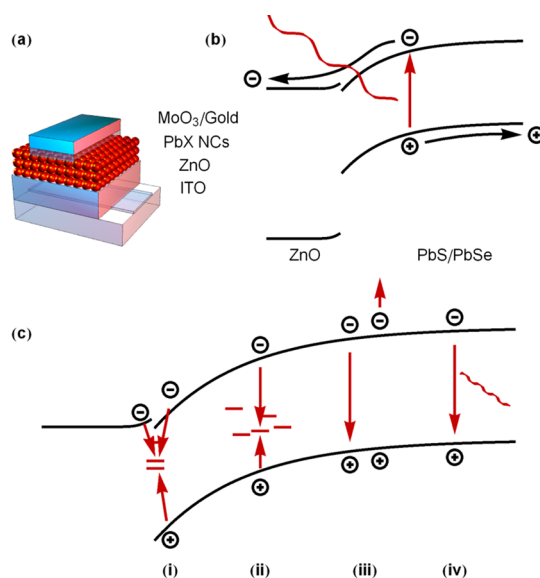 (a)
MoO₃/Gold
PbX NCs
ZnO
ITO
(b)
ZnO
PbS/PbSe
(c)
(i)
(ii)
(iii)
(iv)